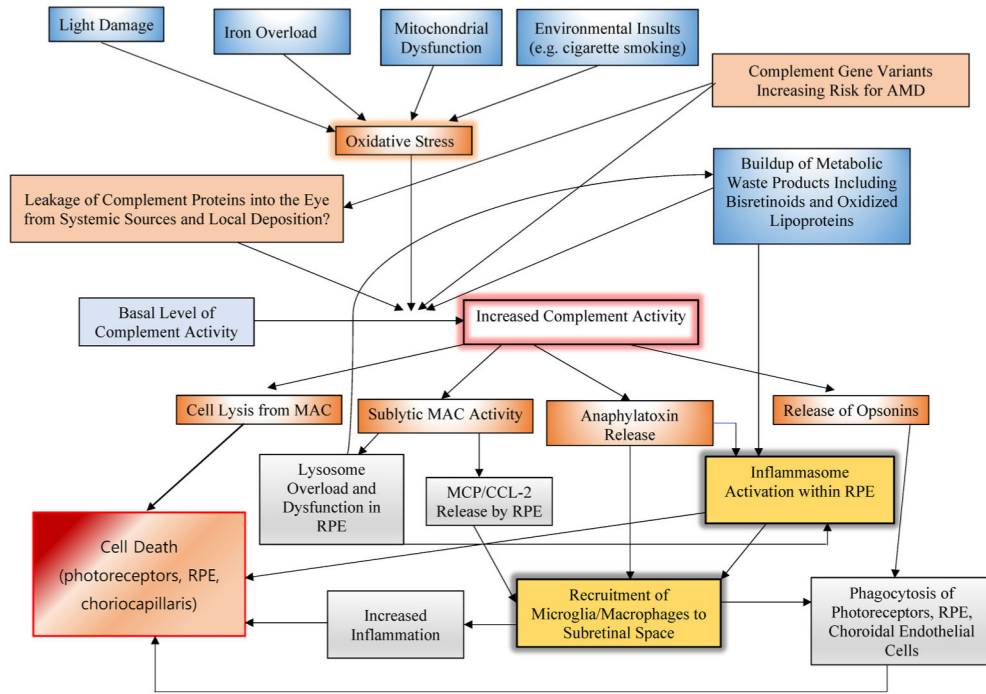 Light Damage
Iron Overload
Mitochondrial
Dysfunction
Environmental Insults
(e.g. cigarette smoking)
Complement Gene Variants
Increasing Risk for AMD
Oxidative Stress
Buildup of Metabolic
Waste Products Including
Bisretinoids and Oxidized
Lipoproteins
Leakage of Complement Proteins into the Eye
from Systemic Sources and Local Deposition?
Basal Level of
Complement Activity
Increased Complement Activity
Cell Lysis from MAC
Sublytic MAC Activity
Anaphylatoxin
Release
Release of Opsonins
Lysosome
Overload and
Dysfunction in
RPE
MCP/CCL-2
Release by RPE
Inflammasome
Activation within RPE
Cell Death
(photoreceptors, RPE,
choriocapillaris)
Increased
Inflammation
Recruitment of
Microglia/Macrophages to
Subretinal Space
Phagocytosis of
Photoreceptors, RPE,
Choroidal Endothelial
Cells